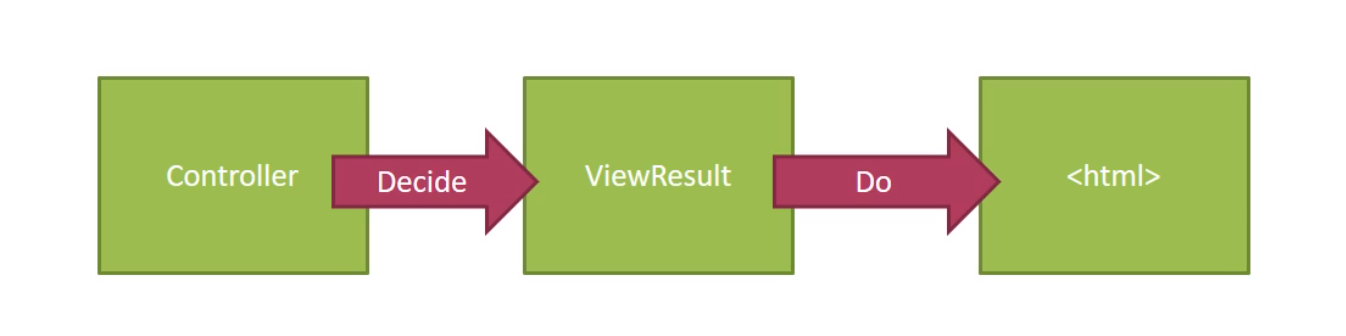 Controller
Decide
ViewResult
Do
<html>